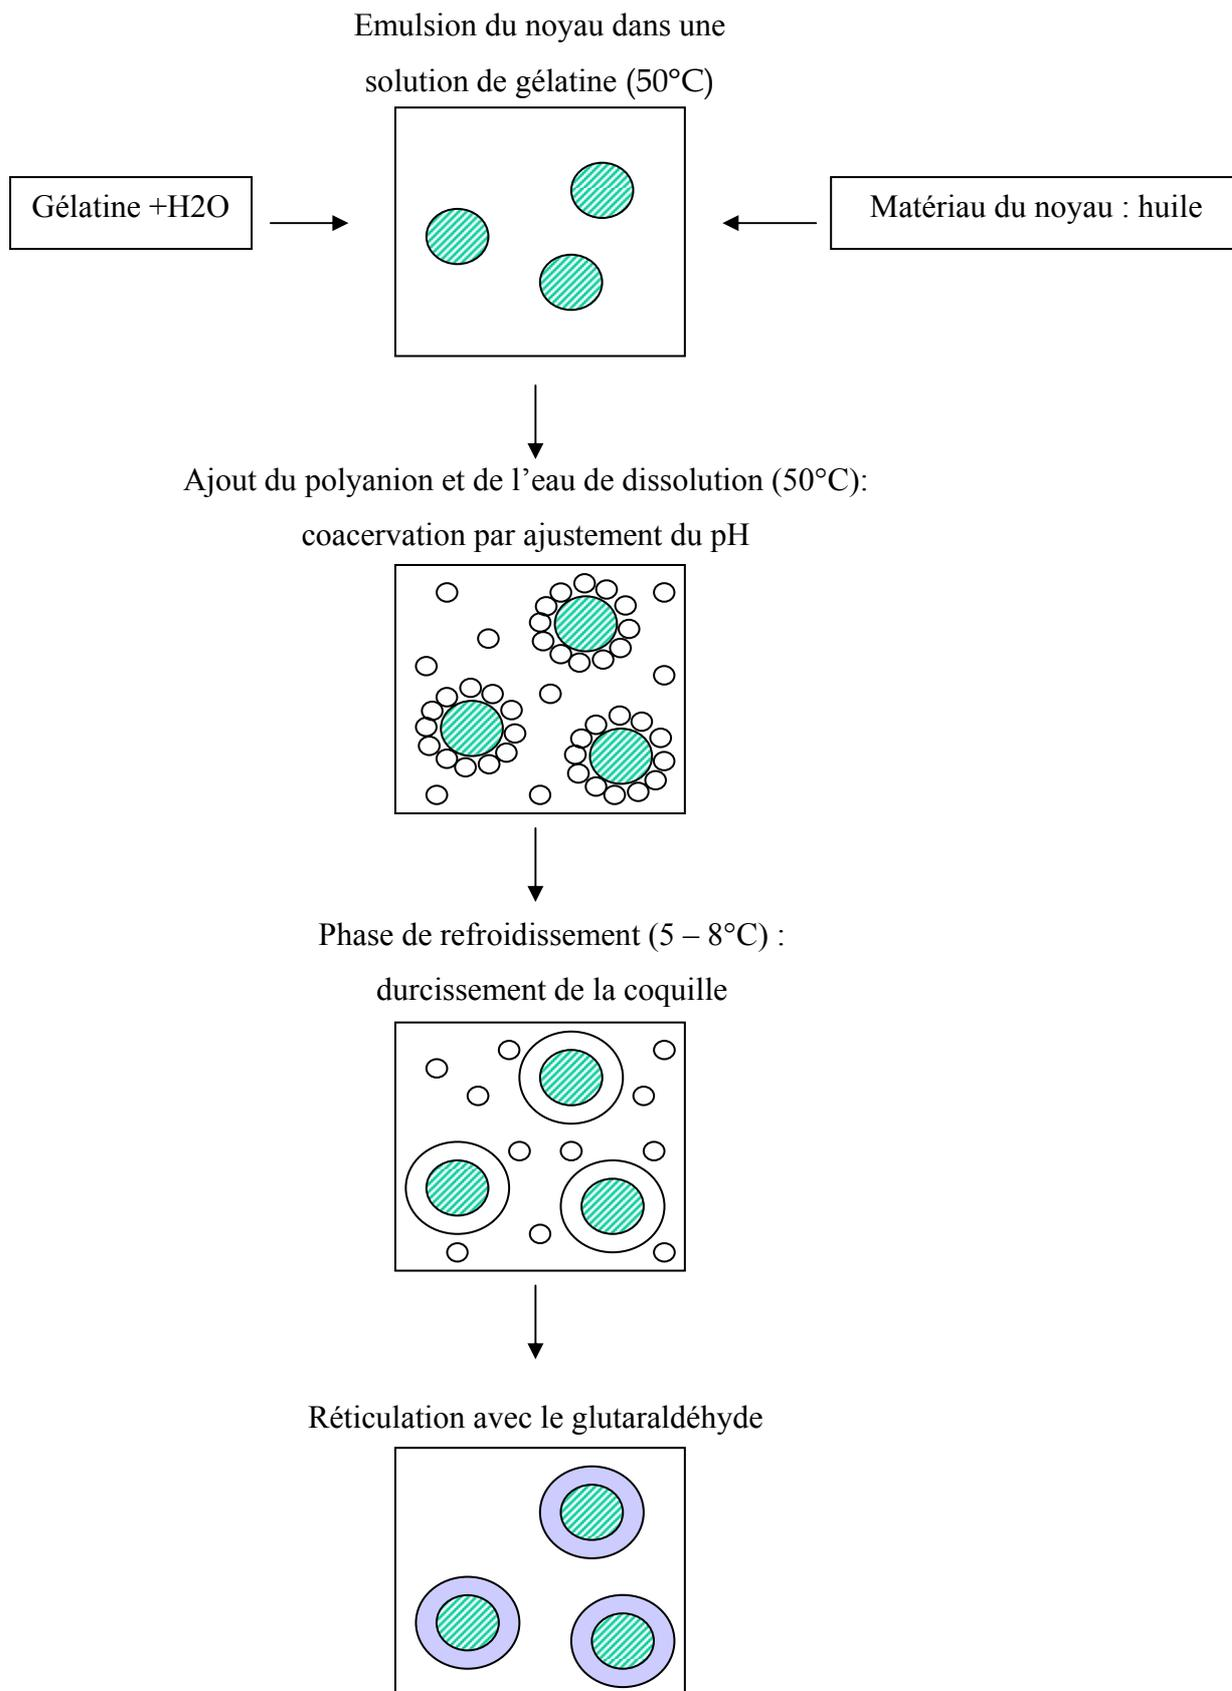 Emulsion du noyau dans une
solution de gélatine (50°C)
Gélatine +H2O
Matériau du noyau : huile
Ajout du polyanion et de l'eau de dissolution (50°C):
coacervation par ajustement du pH
Phase de refroidissement (5 – 8°C) :
durcissement de la coquille
Réticulation avec le glutaraldéhyde